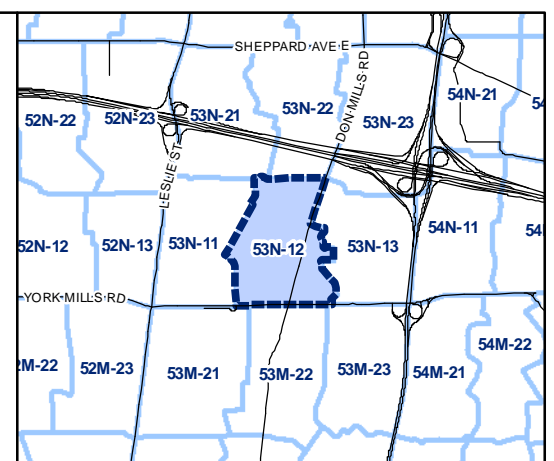 SHEPPARD AVE E
DON MILLS RD
54N-21
54
52N-22
52N-23
53N-21
53N-22
53N-23
LESLIE ST
52N-12
52N-13
53N-11
53N-12
53N-13
54N-11
54
YORK MILLS RD
2M-22
52M-23
53M-21
53M-22
53M-23
54M-21
54M-22